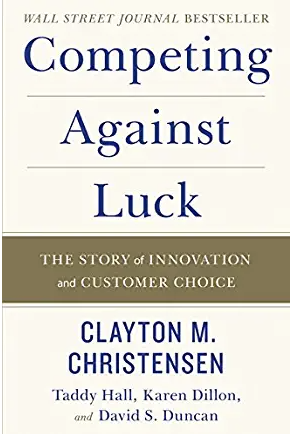 WALL STREET JOURNAL BESTSELLER
Competing
Against
Luck
THE STORY of INNOVATION
and CUSTOMER CHOICE
CLAYTON M.
CHRISTENSEN
Taddy Hall, Karen Dillon,
and David S. Duncan